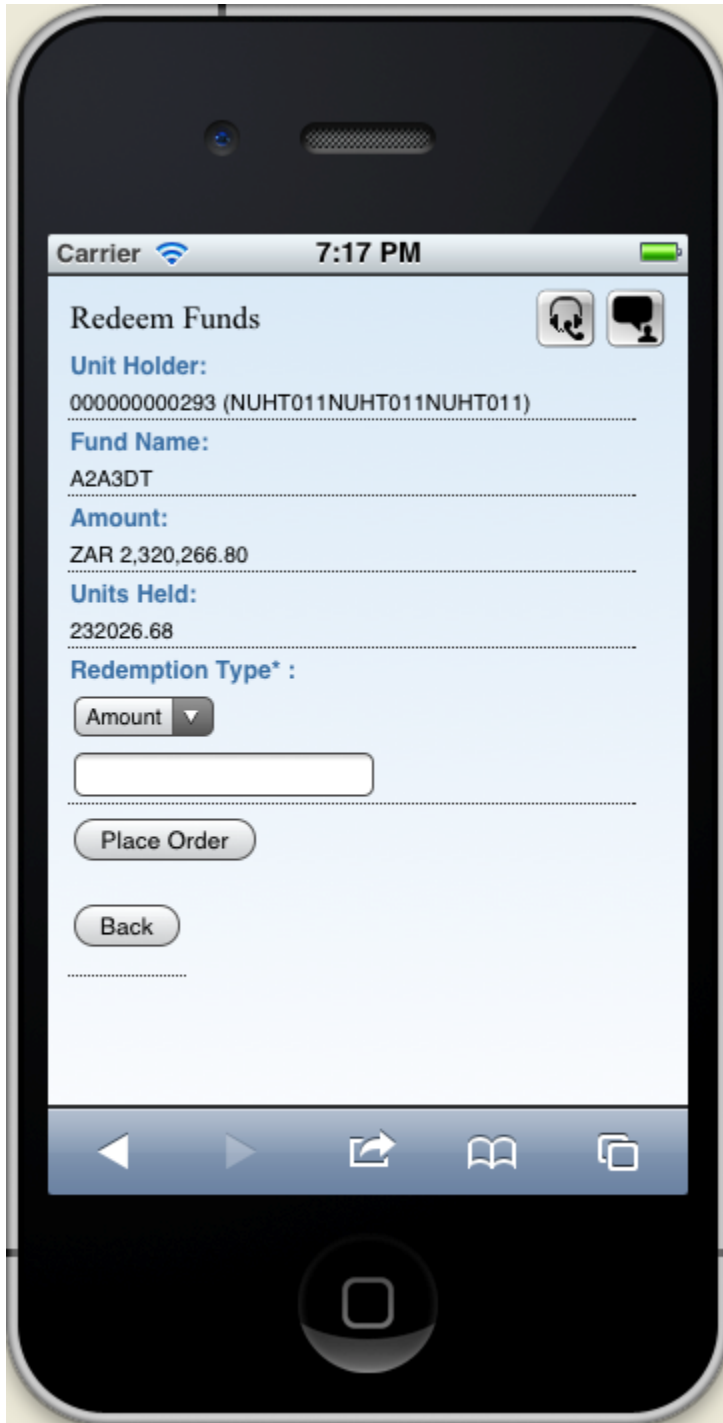 Carrier 7:17 PM
Redeem Funds
Unit Holder:
000000000293 (NUHT011NUHT011NUHT011)
Fund Name:
A2A3DT
Amount:
ZAR 2,320,266.80
Units Held:
232026.68
Redemption Type* :
Amount
Place Order
Back